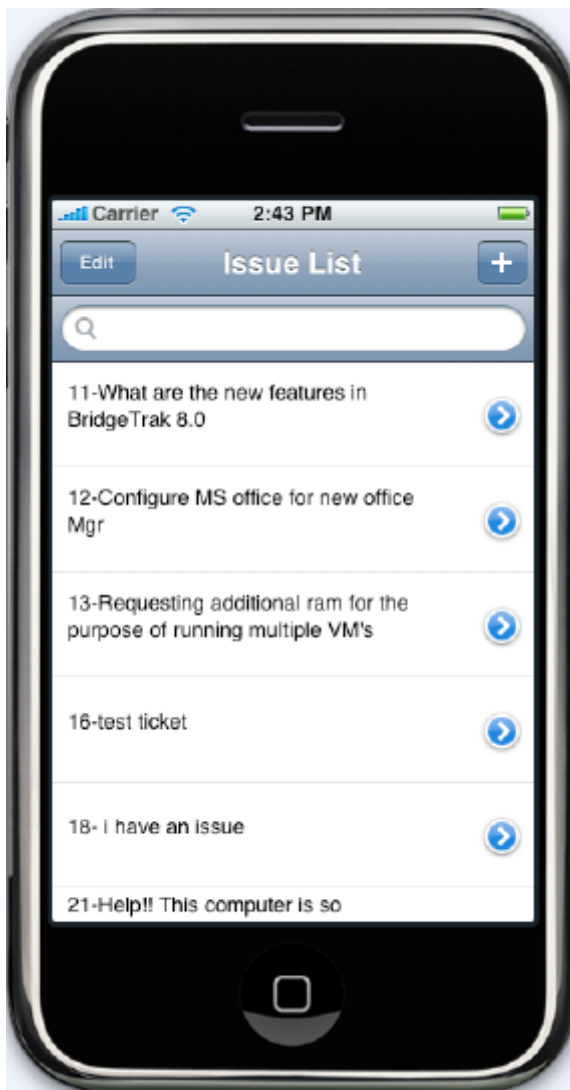 Carrier 2:43 PM
Edit Issue List +
11-What are the new features in
BridgeTrak 8.0
12-Configure MS office for new office
Mgr
13-Requesting additional ram for the
purpose of running multiple VM's
16-test ticket
18- i have an issue
21-Help!! This computer is so